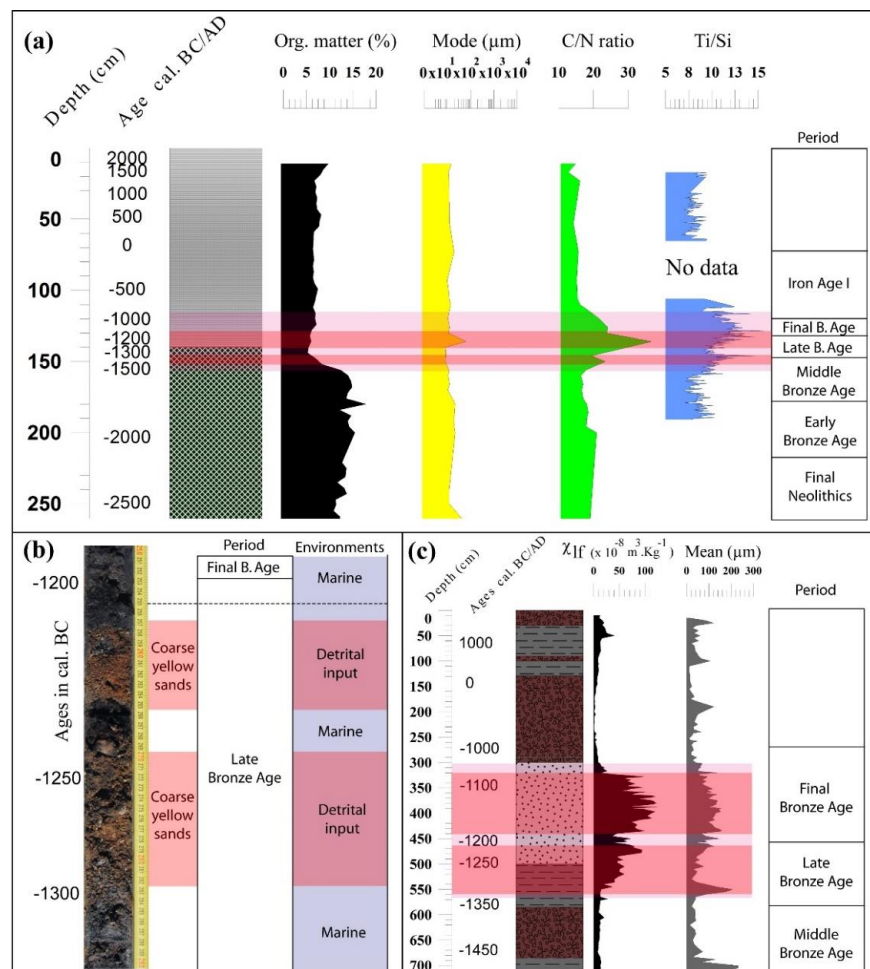 (a)
Depth (cm)
Age cal. BC/AD
Org. matter (%)
0 10 20
Mode (µm)
0x10¹x10²x10³x10⁴
C/N ratio
10 20 30
Ti/Si
5 8 10 13 15
Period
0
50
100
150
200
250
2000
1500
1000
500
0
-500
-1000
-1200
-1300
-1500
-2000
-2500
No data
Iron Age I
Final B. Age
Late B. Age
Middle
Bronze Age
Early
Bronze Age
Final
Neolithics
(b)
Ages in cal. BC
-1200
-1250
-1300
Period
Environments
Final B. Age
Late
Bronze Age
Coarse
yellow
sands
Coarse
yellow
sands
Marine
Detrital
input
Marine
Detrital
input
Marine
(c)
Depth (cm)
Ages cal. BC/AD
χlf (x 10⁻⁸ m³.Kg⁻¹)
0 50 100
Mean (µm)
0 100 200 300
Period
0
50
100
150
200
250
300
350
400
450
500
550
600
650
700
1000
0
-1000
-1100
-1200
-1250
-1350
-1450
Final
Bronze Age
Late
Bronze Age
Middle
Bronze Age